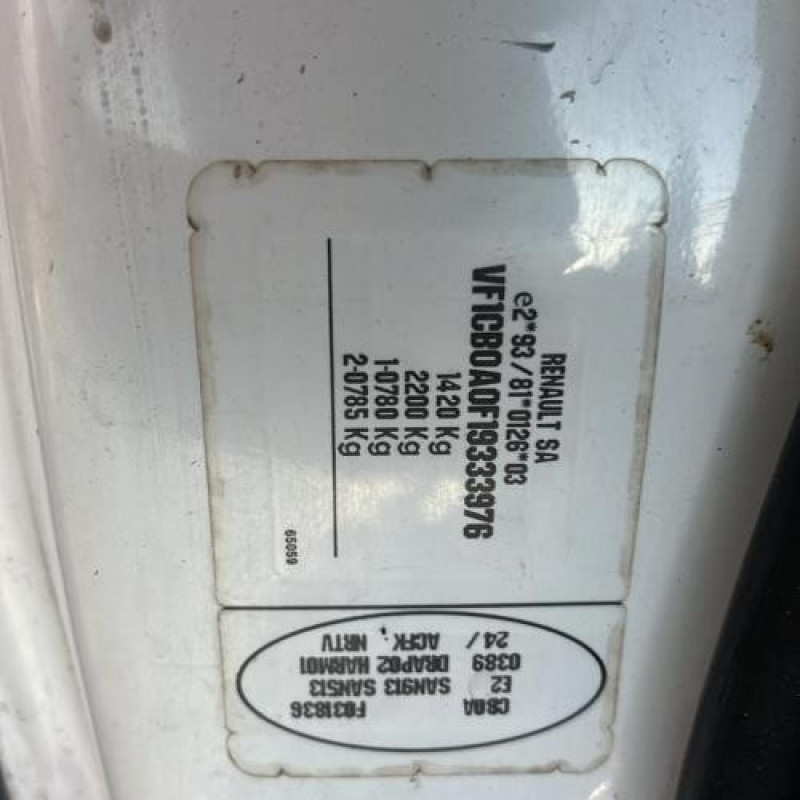 RENAULT SA
e2*93/81*0126*03
VF1CB0A0F19333976
1420 Kg
2200 Kg
1-0780 Kg
2-0785 Kg
65059
CB0A F031836
E2 SAN913 SAN513
0389 DRAP02 HARM01
24/ ACFK. NRTV